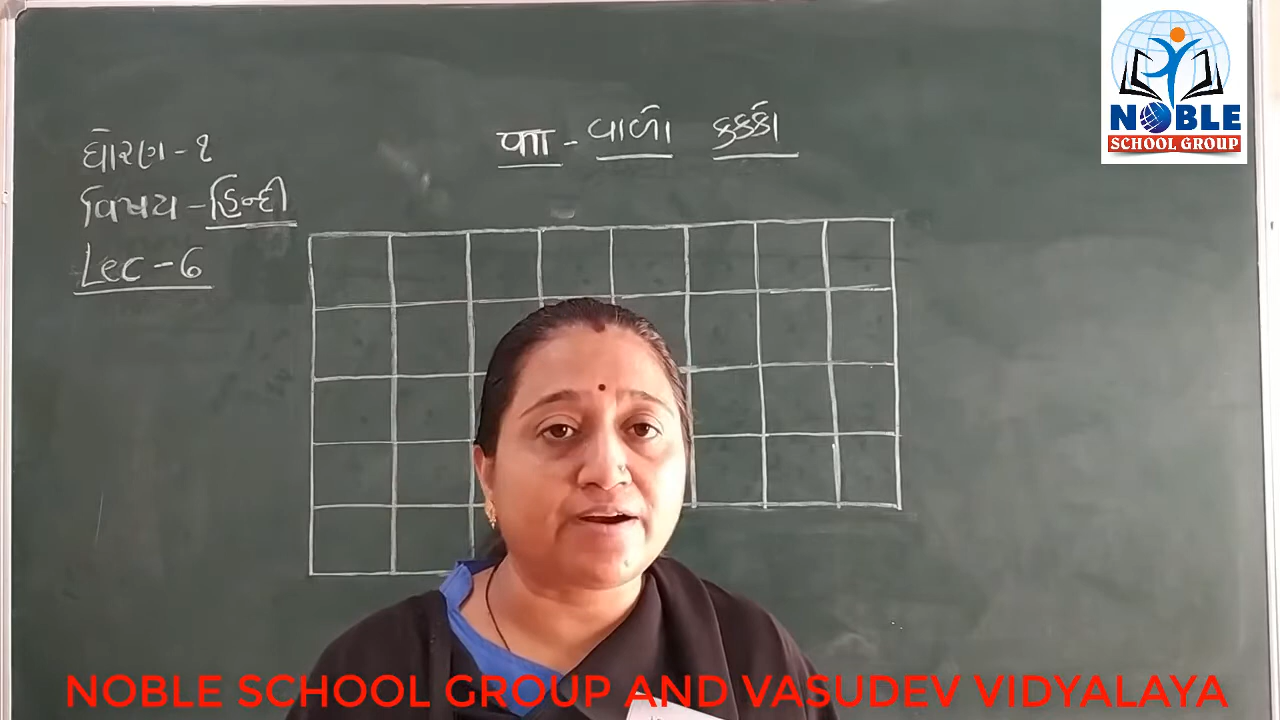 ધોરણ - ૧
વિષય - હિન્દી
Lec - 6
पाा - વાળો કક્કો
NOBLE
SCHOOL GROUP
NOBLE SCHOOL GROUP AND VASUDEV VIDYALAYA